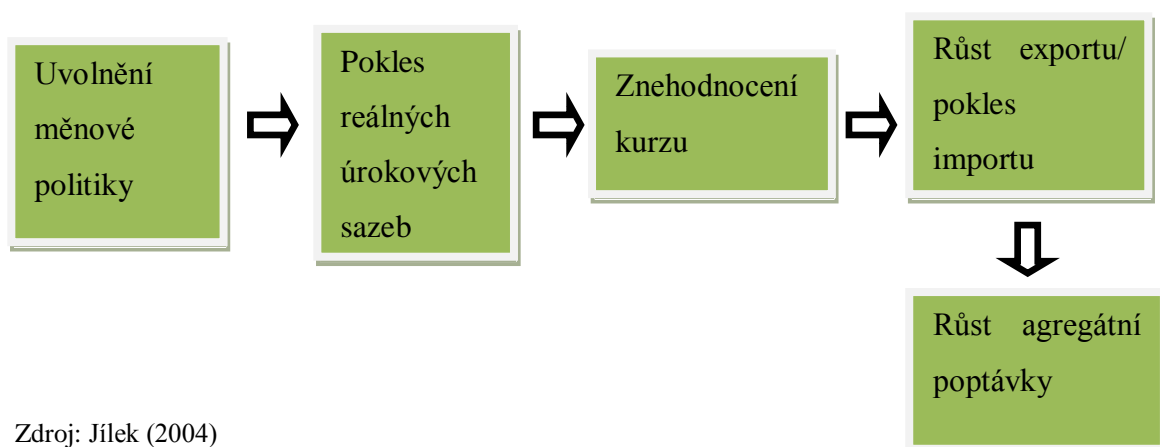 Uvolnění
měnové
politiky
Pokles
reálných
úrokových
sazeb
Znehodnocení
kurzu
Růst exportu/
pokles
importu
Růst agregátní
poptávky
Zdroj: Jílek (2004)